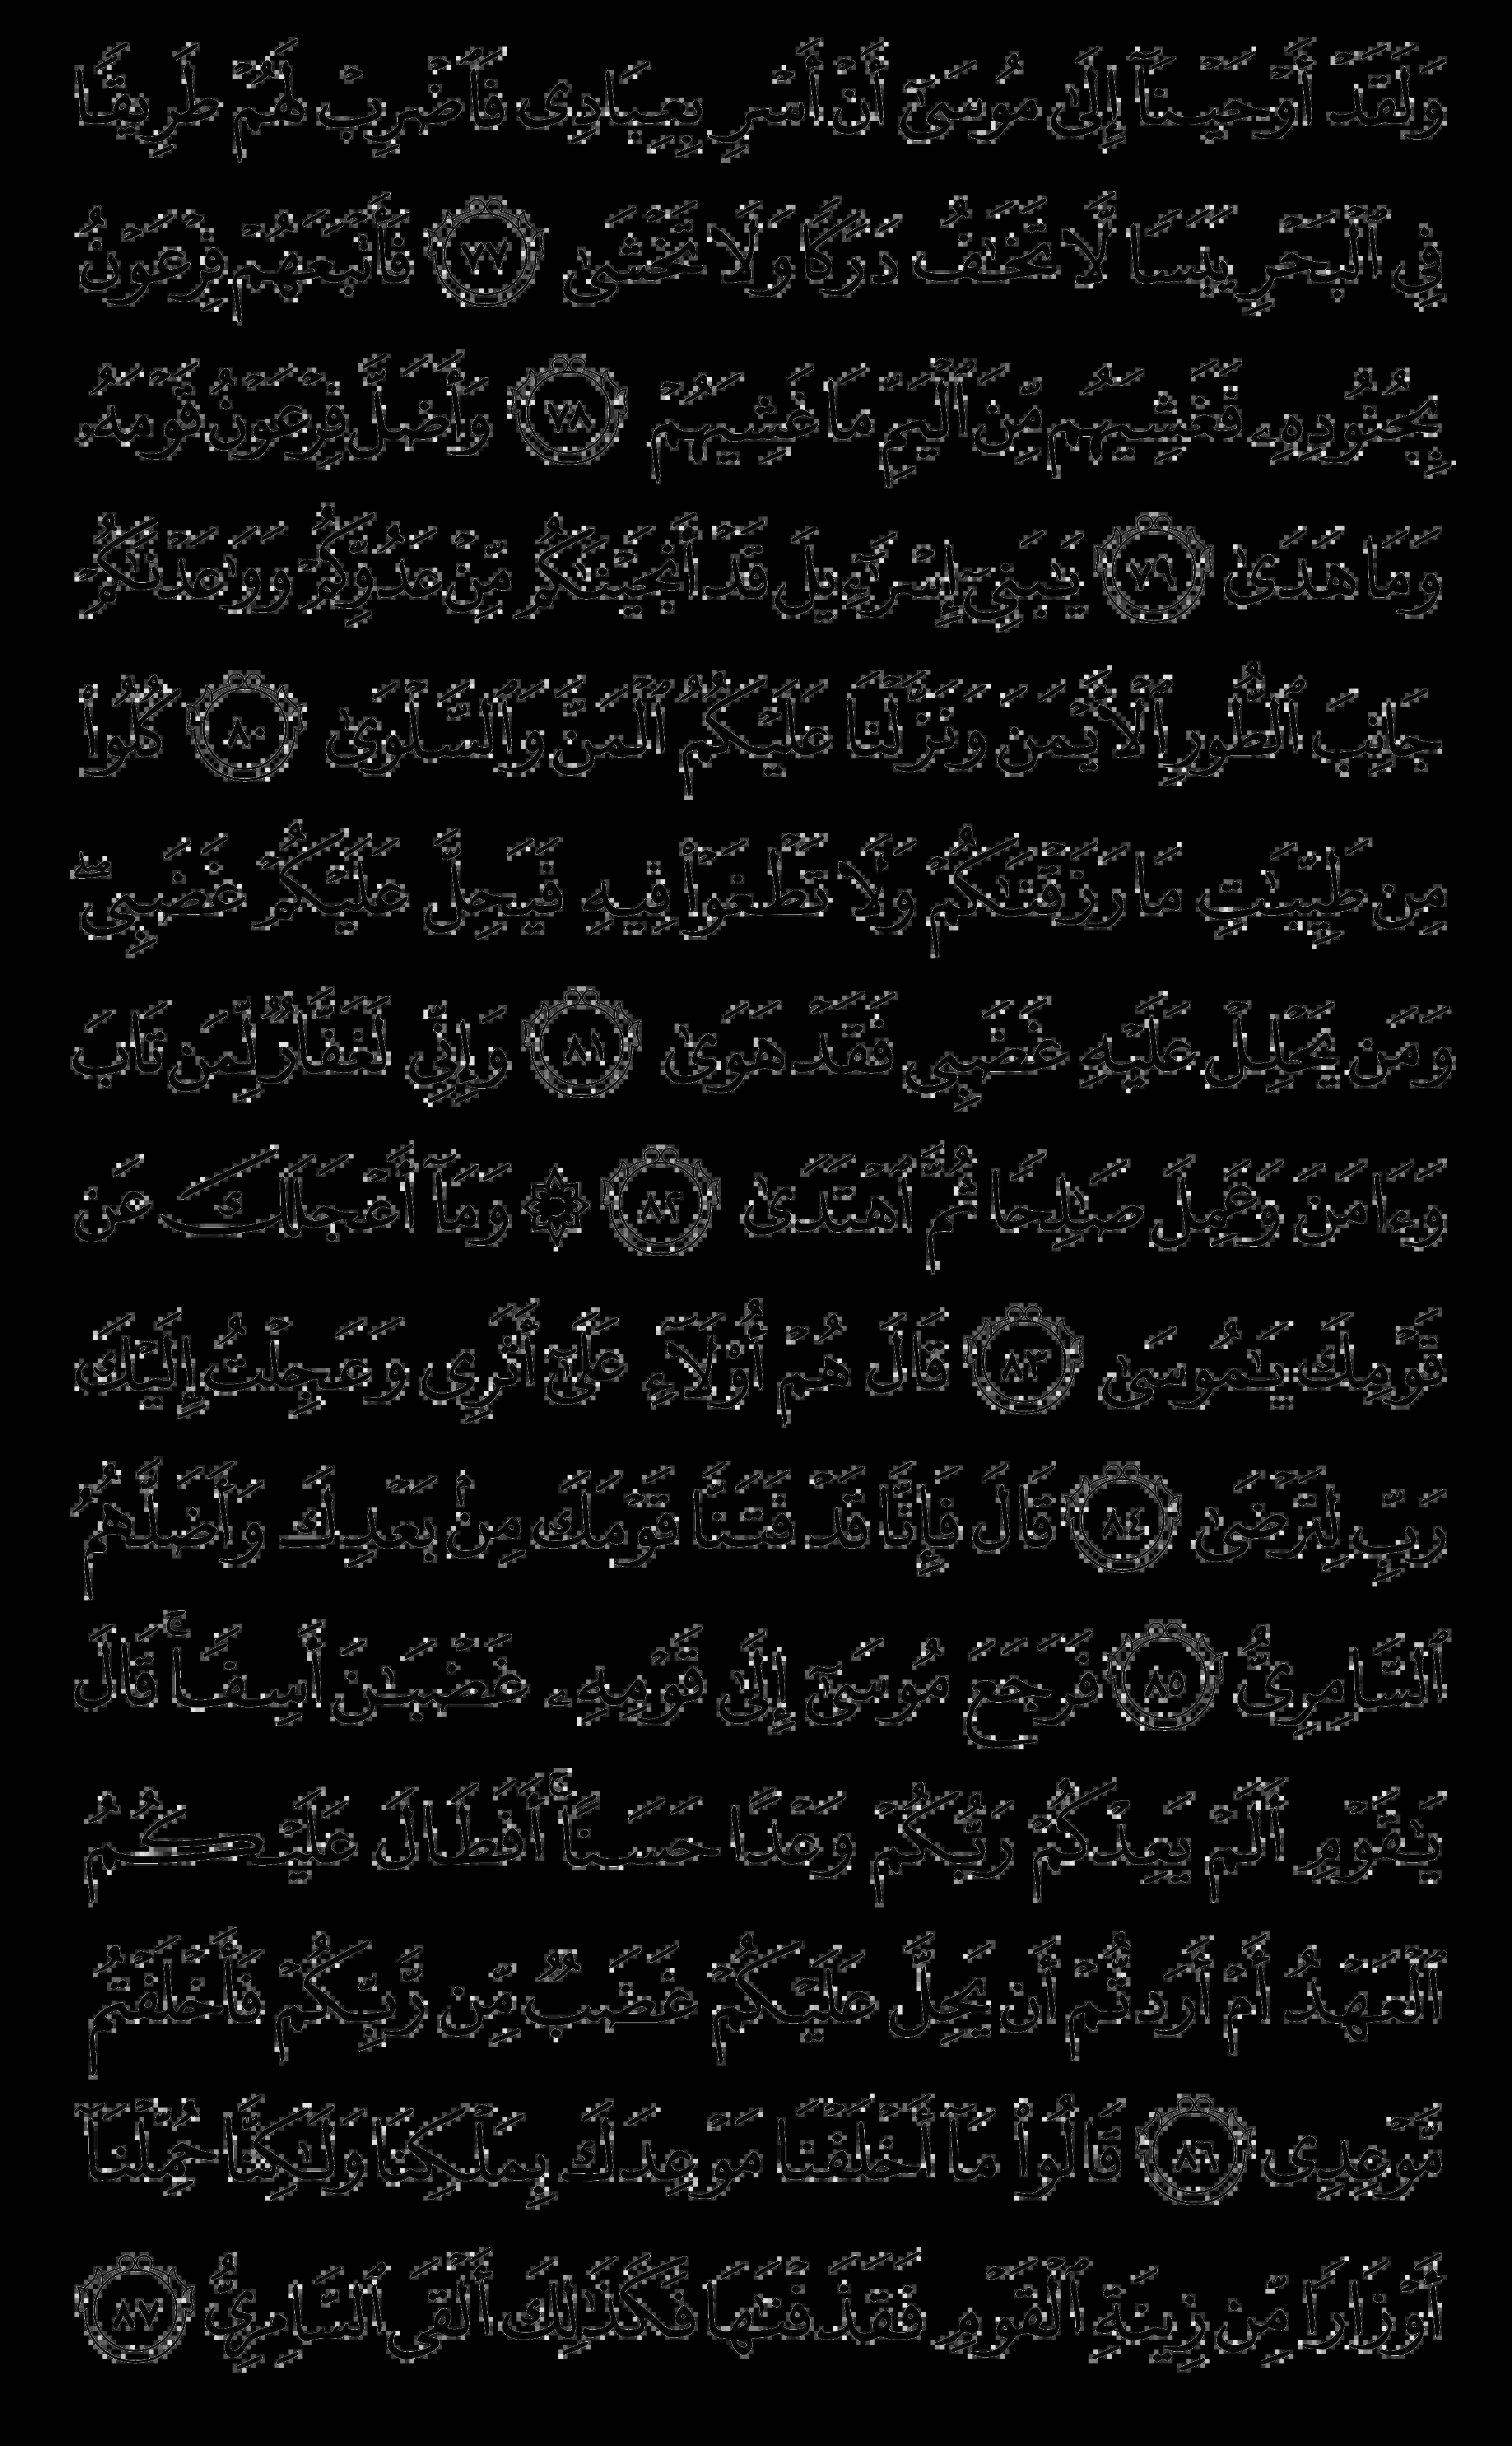 وَلَقَدْ أَوْحَيْنَآ إِلَىٰ مُوسَىٰٓ أَنْ أَسْرِ بِعِبَادِى فَٱضْرِبْ لَهُمْ طَرِيقًا
فِى ٱلْبَحْرِ يَبَسًا لَّا تَخَٰفُ دَرَكًا وَلَا تَخْشَىٰ ٧٧ فَأَتْبَعَهُمْ فِرْعَوْنُ
بِجُنُودِهِۦ فَغَشِيَهُم مِّنَ ٱلْيَمِّ مَا غَشِيَهُمْ ٧٨ وَأَضَلَّ فِرْعَوْنُ قَوْمَهُۥ
وَمَا هَدَىٰ ٧٩ يَٰبَنِىٓ إِسْرَٰٓءِيلَ قَدْ أَنجَيْنَٰكُم مِّنْ عَدُوِّكُمْ وَوَٰعَدْنَٰكُمْ
جَانِبَ ٱلطُّورِ ٱلْأَيْمَنَ وَنَزَّلْنَا عَلَيْكُمُ ٱلْمَنَّ وَٱلسَّلْوَىٰ ٨٠ كُلُوا۟
مِن طَيِّبَٰتِ مَا رَزَقْنَٰكُمْ وَلَا تَطْغَوْا۟ فِيهِ فَيَحِلَّ عَلَيْكُمْ غَضَبِى ۖ
وَمَن يَحْلِلْ عَلَيْهِ غَضَبِى فَقَدْ هَوَىٰ ٨١ وَإِنِّى لَغَفَّارٌ لِّمَن تَابَ
وَءَامَنَ وَعَمِلَ صَٰلِحًا ثُمَّ ٱهْتَدَىٰ ٨٢ ۞ وَمَآ أَعْجَلَكَ عَن
قَوْمِكَ يَٰمُوسَىٰ ٨٣ قَالَ هُمْ أُو۟لَآءِ عَلَىٰٓ أَثَرِى وَعَجِلْتُ إِلَيْكَ
رَبِّ لِتَرْضَىٰ ٨٤ قَالَ فَإِنَّا قَدْ فَتَنَّا قَوْمَكَ مِنۢ بَعْدِكَ وَأَضَلَّهُمُ
ٱلسَّامِرِىُّ ٨٥ فَرَجَعَ مُوسَىٰٓ إِلَىٰ قَوْمِهِۦ غَضْبَٰنَ أَسِفًا ۚ قَالَ
يَٰقَوْمِ أَلَمْ يَعِدْكُمْ رَبُّكُمْ وَعْدًا حَسَنًا ۚ أَفَطَالَ عَلَيْكُمُ
ٱلْعَهْدُ أَمْ أَرَدتُّمْ أَن يَحِلَّ عَلَيْكُمْ غَضَبٌ مِّن رَّبِّكُمْ فَأَخْلَفْتُم
مَّوْعِدِى ٨٦ قَالُوا۟ مَآ أَخْلَفْنَا مَوْعِدَكَ بِمَلْكِنَا وَلَٰكِنَّا حُمِّلْنَآ
أَوْزَارًا مِّن زِينَةِ ٱلْقَوْمِ فَقَذَفْنَٰهَا فَكَذَٰلِكَ أَلْقَى ٱلسَّامِرِىُّ ٨٧